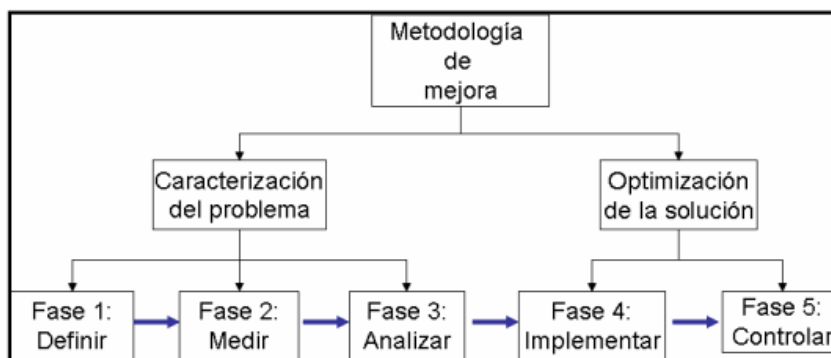 Metodología
de
mejora
Caracterización
del problema
Optimización
de la solución
Fase 1:
Definir
Fase 2:
Medir
Fase 3:
Analizar
Fase 4:
Implementar
Fase 5:
Controlar